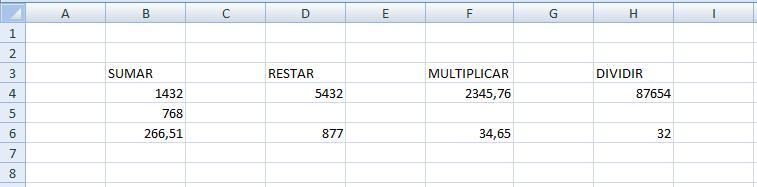 A B C D E F G H I
1
2
3 SUMAR RESTAR MULTIPLICAR DIVIDIR
4 1432 5432 2345,76 87654
5 768
6 266,51 877 34,65 32
7
8